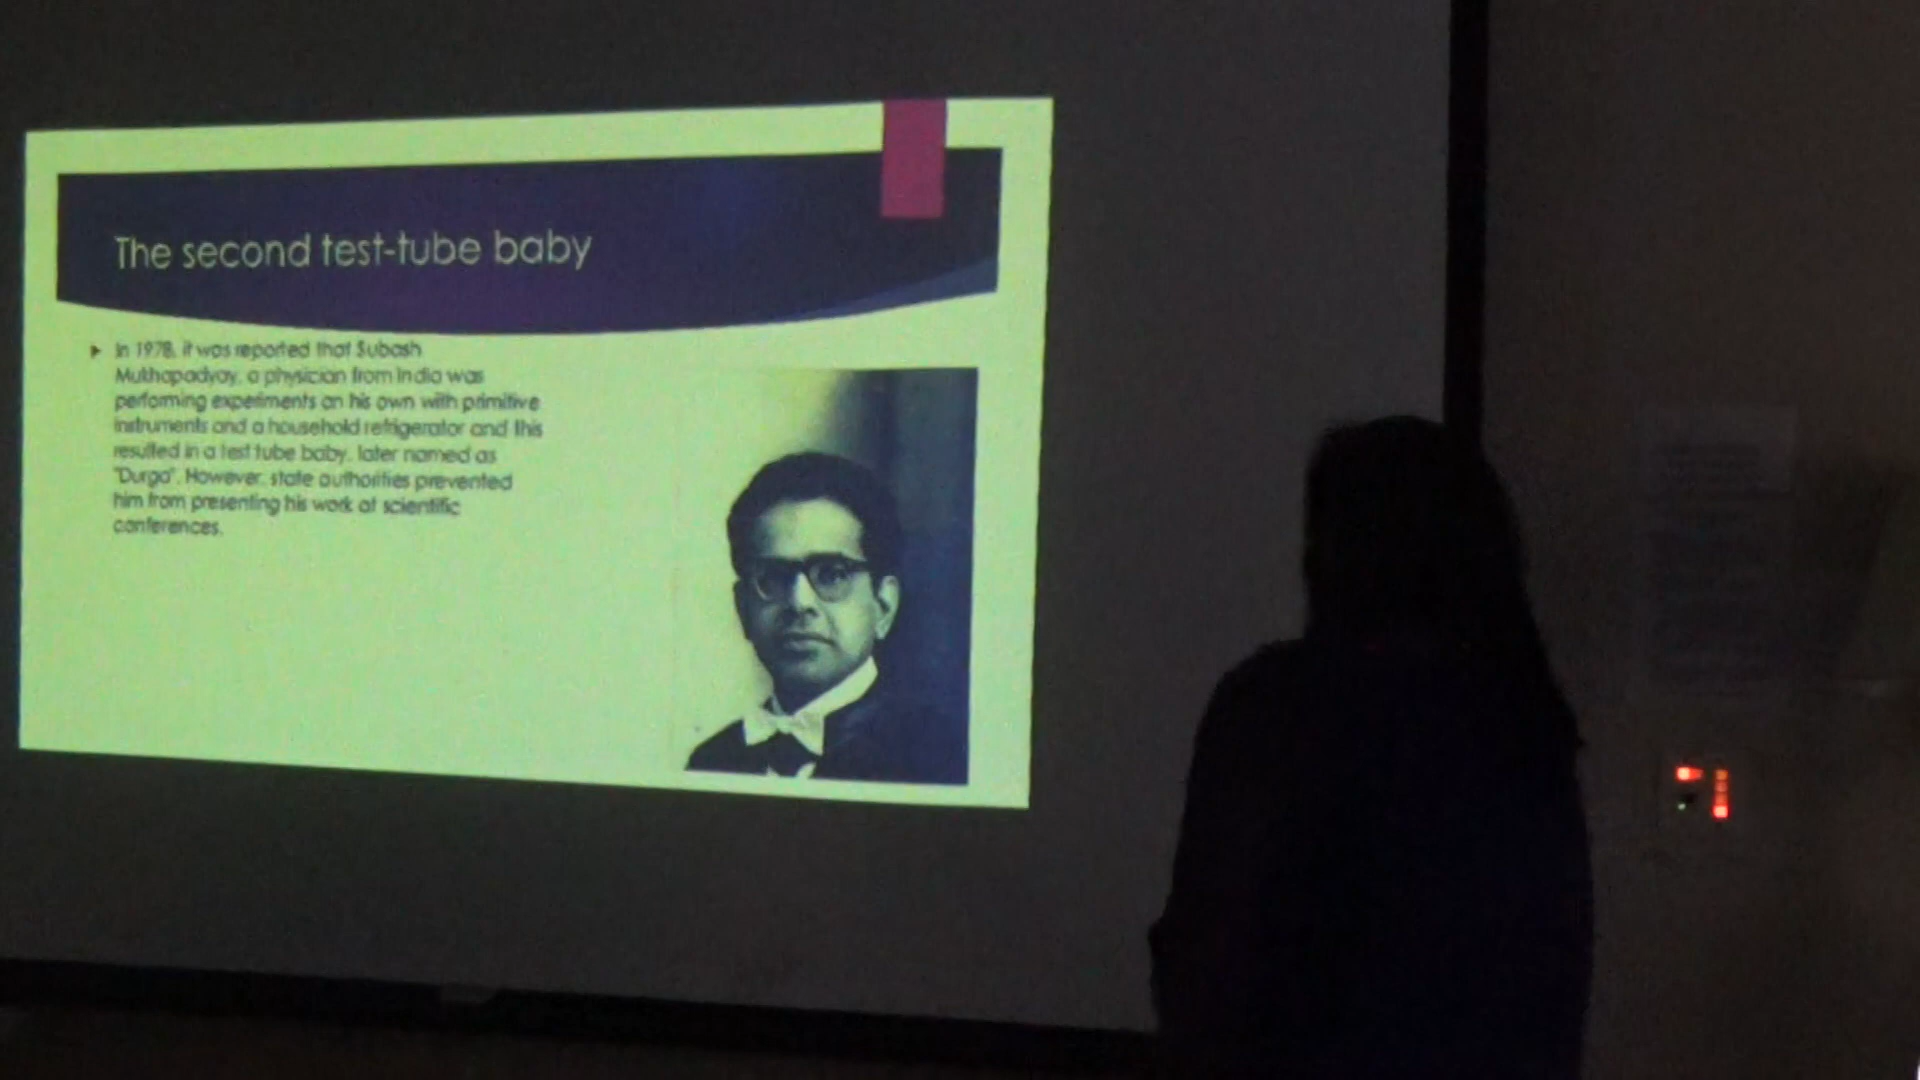 The second test-tube baby
In 1978, it was reported that Subash
Mukhapadyay, a physician from India was
performing experiments on his own with primitive
instruments and a household refrigerator and this
resulted in a test tube baby, later named as
"Durga". However, state authorities prevented
him from presenting his work at scientific
conferences.